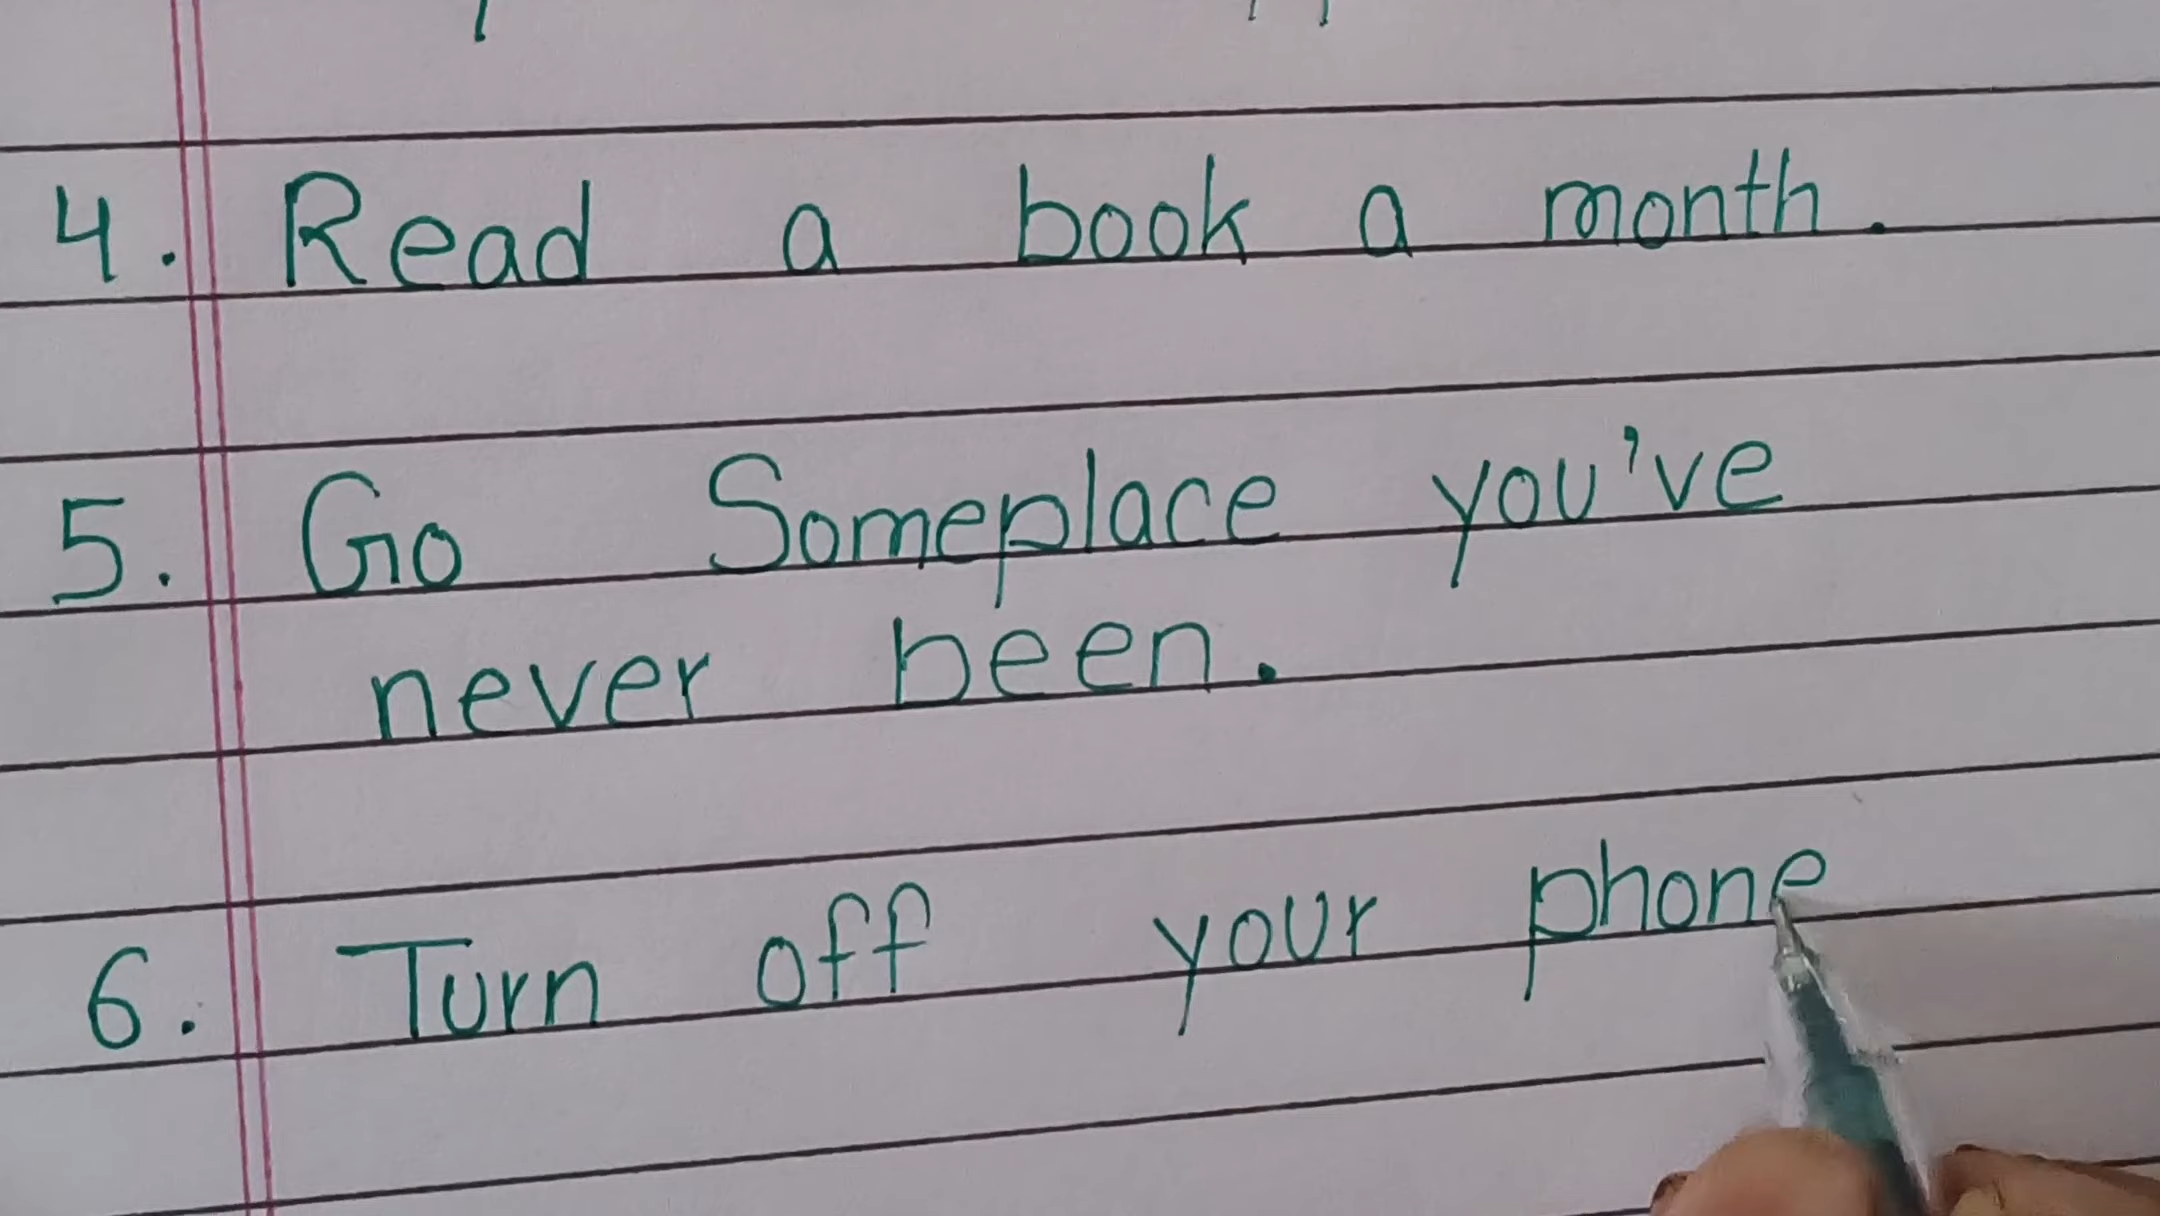 4. Read a book a month.
5. Go Someplace you've
never been.
6. Turn off your phone